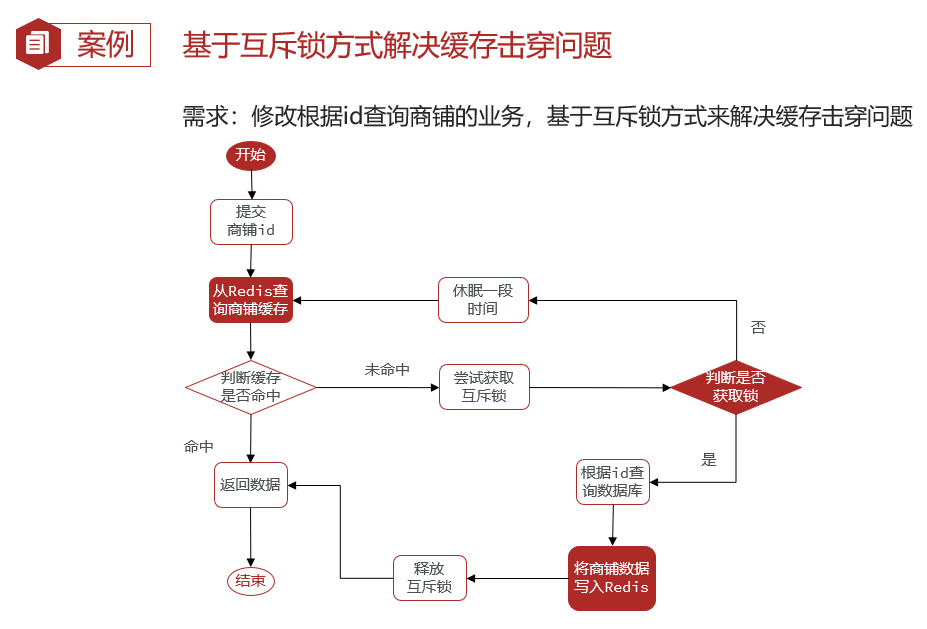 案例
基于互斥锁方式解决缓存击穿问题
需求：修改根据id查询商铺的业务，基于互斥锁方式来解决缓存击穿问题
开始
提交
商铺id
从Redis查
询商铺缓存
休眠一段
时间
否
判断缓存
是否命中
未命中
尝试获取
互斥锁
判断是否
获取锁
命中
是
返回数据
根据id查
询数据库
结束
释放
互斥锁
将商铺数据
写入Redis